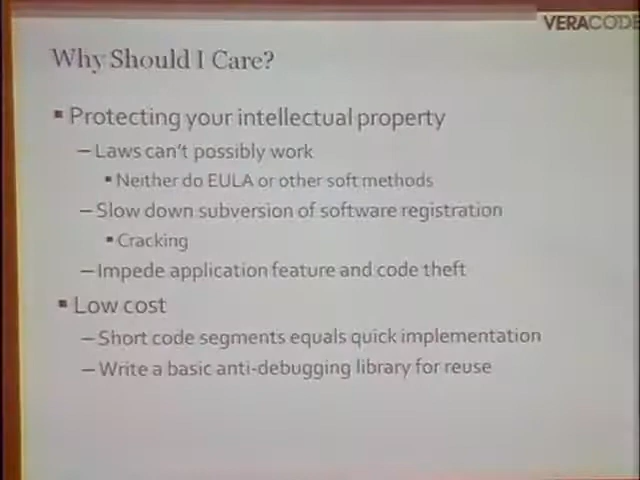 VERACODE
Why Should I Care?
▪ Protecting your intellectual property
– Laws can't possibly work
▪ Neither do EULA or other soft methods
– Slow down subversion of software registration
▪ Cracking
– Impede application feature and code theft
▪ Low cost
– Short code segments equals quick implementation
– Write a basic anti-debugging library for reuse